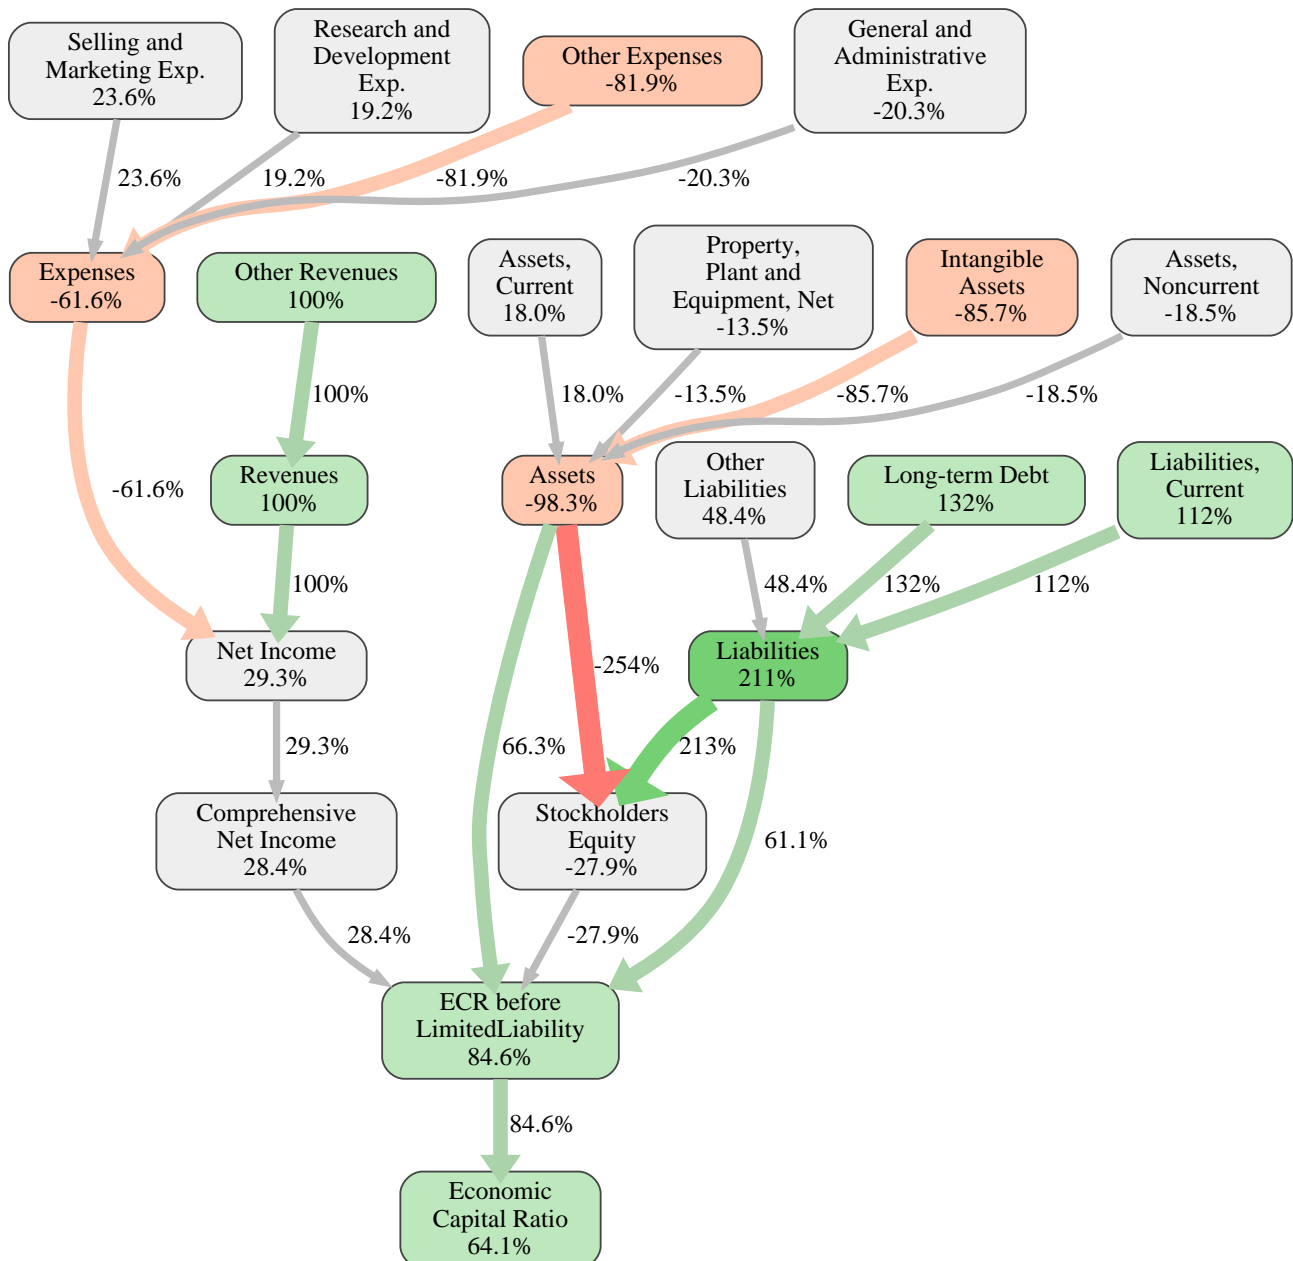 Selling and
Marketing Exp.
23.6%
Research and
Development
Exp.
19.2%
Other Expenses
-81.9%
General and
Administrative
Exp.
-20.3%
23.6%
19.2%
-81.9%
-20.3%
Expenses
-61.6%
Other Revenues
100%
Assets,
Current
18.0%
Property,
Plant and
Equipment, Net
-13.5%
Intangible
Assets
-85.7%
Assets,
Noncurrent
-18.5%
100%
18.0%
-13.5%
-85.7%
-18.5%
-61.6%
Revenues
100%
Assets
-98.3%
Other
Liabilities
48.4%
Long-term Debt
132%
Liabilities,
Current
112%
100%
48.4%
132%
112%
Net Income
29.3%
-254%
Liabilities
211%
29.3%
66.3%
213%
Comprehensive
Net Income
28.4%
Stockholders
Equity
-27.9%
61.1%
28.4%
-27.9%
ECR before
LimitedLiability
84.6%
84.6%
Economic
Capital Ratio
64.1%